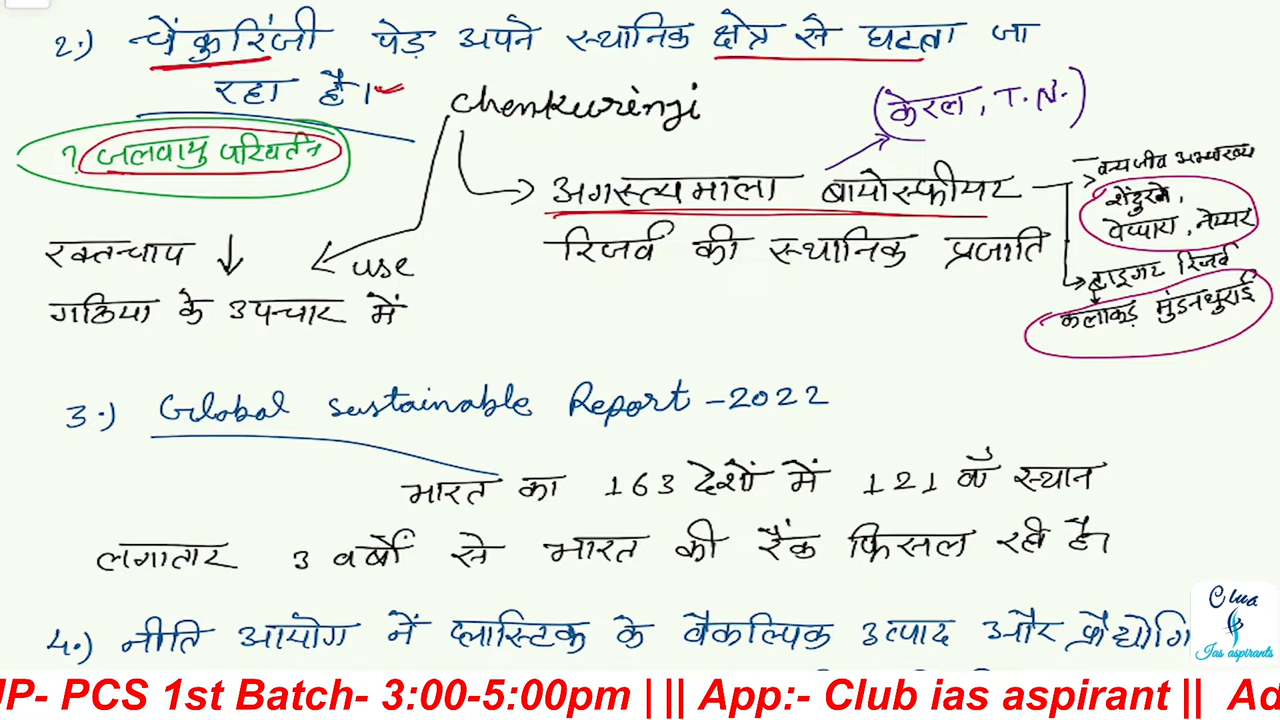 2.) चेंकुरिंजी पेड़ अपने स्थानिक क्षेत्र से घटता जा
रहा है।
Chenkurinji
(केरल, T.N.)
? जलवायु परिवर्तन
अगस्त्यमाला बायोस्फीयर
रिजर्व की स्थानिक प्रजाति
वन्य जीव अभ्यारण्य
शेंदुरने,
पेप्पारा, नेय्यर
टाइगर रिजर्व
कलाकड़ मुंडनथुराई
use
रक्तचाप ↓
गठिया के उपचार में
3.) Global Sustainable Report-2022
भारत का 163 देशों में 121 वाँ स्थान
लगातार 3 वर्षों से भारत की रैंक फिसल रही है।
4.) नीति आयोग में प्लास्टिक के वैकल्पिक उत्पाद और प्रौद्योगि
Club
Ias aspirants
JP- PCS 1st Batch- 3:00-5:00pm | || App:- Club ias aspirant || Ad